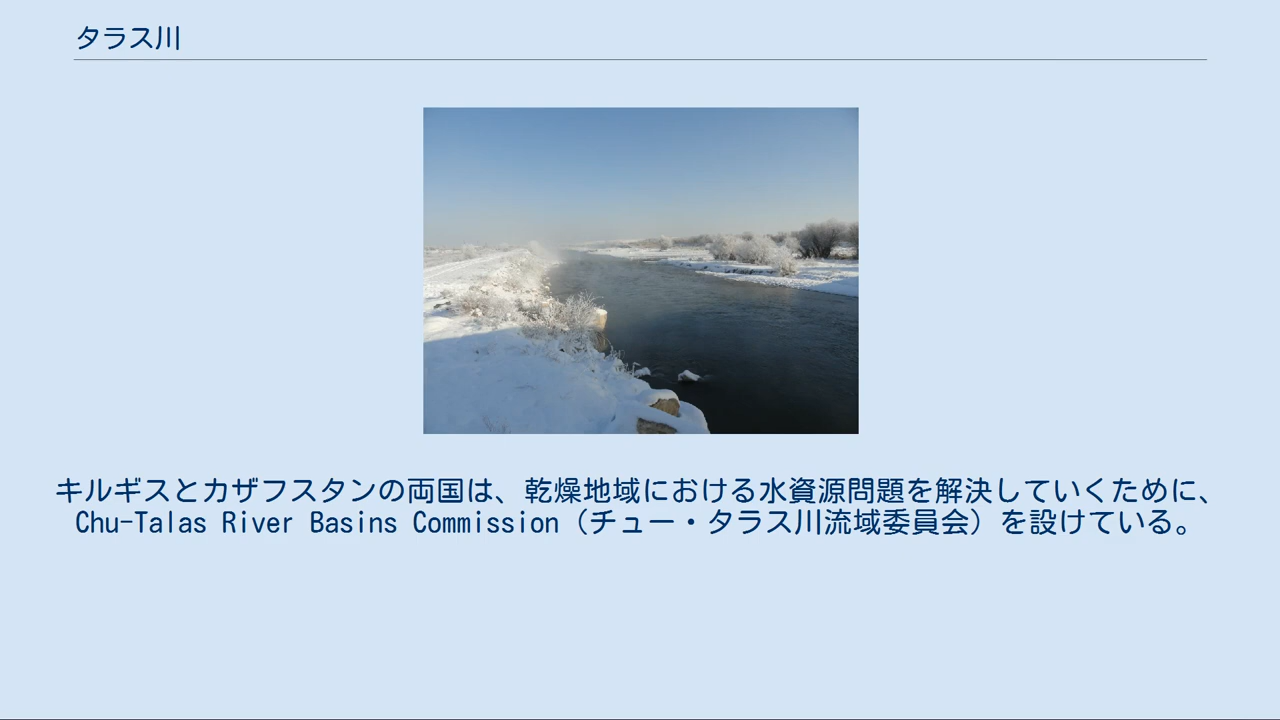 タラス川
キルギスとカザフスタンの両国は、乾燥地域における水資源問題を解決していくために、
Chu-Talas River Basins Commission（チュー・タラス川流域委員会）を設けている。